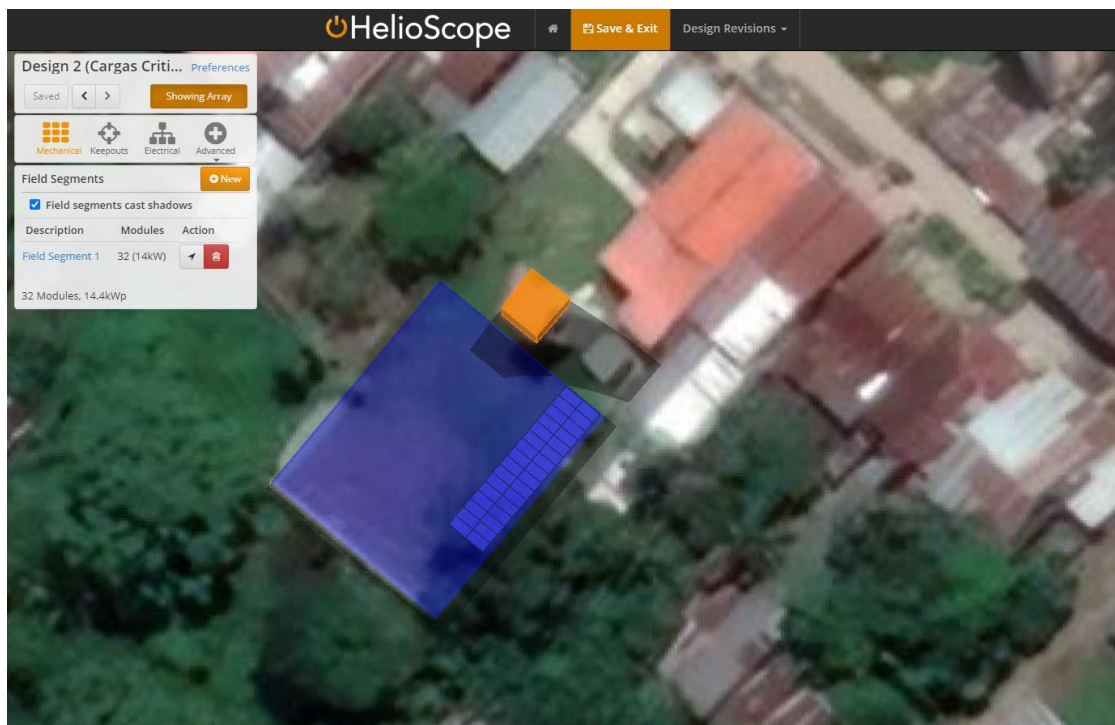 HelioScope
Save & Exit
Design Revisions
Design 2 (Cargas Criti...
Preferences
Saved
Showing Array
Mechanical
Keepouts
Electrical
Advanced
Field Segments
New
Field segments cast shadows
Description Modules Action
Field Segment 1 32 (14kW)
32 Modules, 14.4kWp